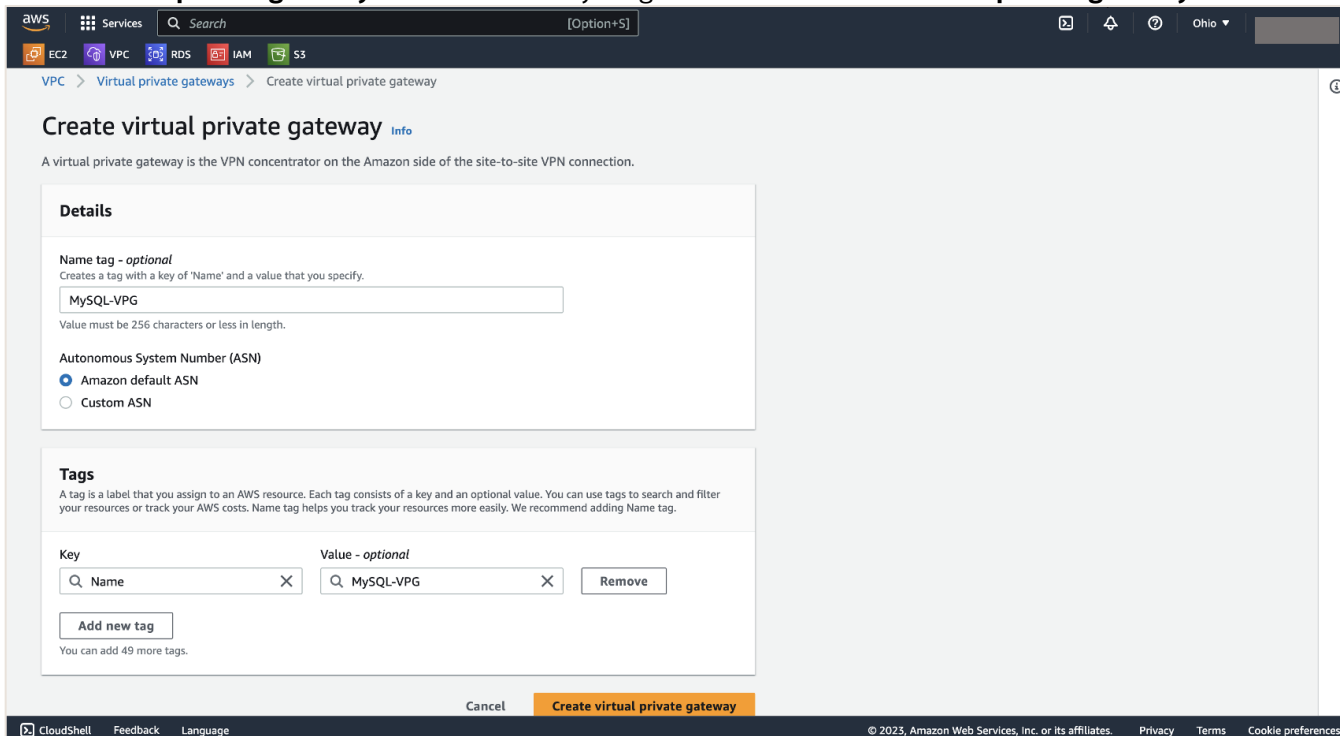 aws Services Search [Option+S] Ohio
EC2 VPC RDS IAM S3
VPC > Virtual private gateways > Create virtual private gateway
Create virtual private gateway Info
A virtual private gateway is the VPN concentrator on the Amazon side of the site-to-site VPN connection.
Details
Name tag - optional
Creates a tag with a key of 'Name' and a value that you specify.
MySQL-VPG
Value must be 256 characters or less in length.
Autonomous System Number (ASN)
Amazon default ASN
Custom ASN
Tags
A tag is a label that you assign to an AWS resource. Each tag consists of a key and an optional value. You can use tags to search and filter
your resources or track your AWS costs. Name tag helps you track your resources more easily. We recommend adding Name tag.
Key Value - optional
Name MySQL-VPG Remove
Add new tag
You can add 49 more tags.
Cancel Create virtual private gateway
CloudShell Feedback Language © 2023, Amazon Web Services, Inc. or its affiliates. Privacy Terms Cookie preferences